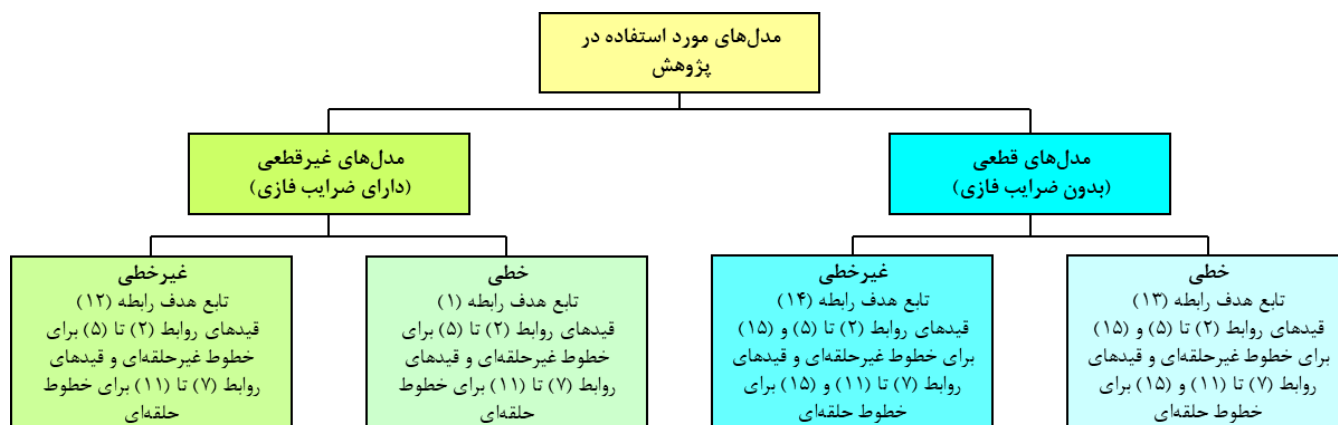 مدل‌های مورد استفاده در
پژوهش
مدل‌های قطعی
(بدون ضرایب فازی)
مدل‌های غیرقطعی
(دارای ضرایب فازی)
خطی
تابع هدف رابطه (۱۳)
قیدهای روابط (۲) تا (۵) و (۱۵)
برای خطوط غیرحلقه‌ای و قیدهای
روابط (۷) تا (۱۱) و (۱۵) برای
خطوط حلقه‌ای
غیرخطی
تابع هدف رابطه (۱۴)
قیدهای روابط (۲) تا (۵) و (۱۵)
برای خطوط غیرحلقه‌ای و قیدهای
روابط (۷) تا (۱۱) و (۱۵) برای
خطوط حلقه‌ای
خطی
تابع هدف رابطه (۱)
قیدهای روابط (۲) تا (۵) برای
خطوط غیرحلقه‌ای و قیدهای
روابط (۷) تا (۱۱) برای خطوط
حلقه‌ای
غیرخطی
تابع هدف رابطه (۱۲)
قیدهای روابط (۲) تا (۵) برای
خطوط غیرحلقه‌ای و قیدهای
روابط (۷) تا (۱۱) برای خطوط
حلقه‌ای